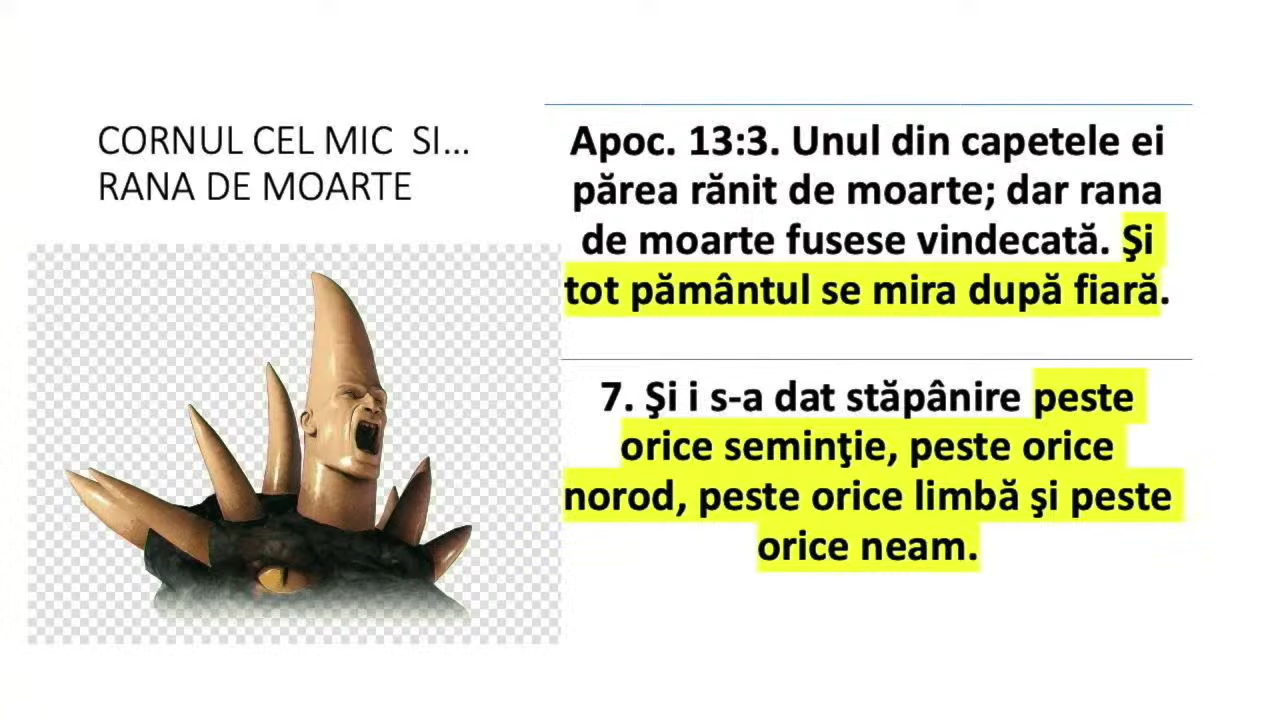 CORNUL CEL MIC  SI...
RANA DE MOARTE
Apoc. 13:3. Unul din capetele ei
părea rănit de moarte; dar rana
de moarte fusese vindecată. Şi
tot pământul se mira după fiară.
7. Şi i s-a dat stăpânire peste
orice seminţie, peste orice
norod, peste orice limbă şi peste
orice neam.